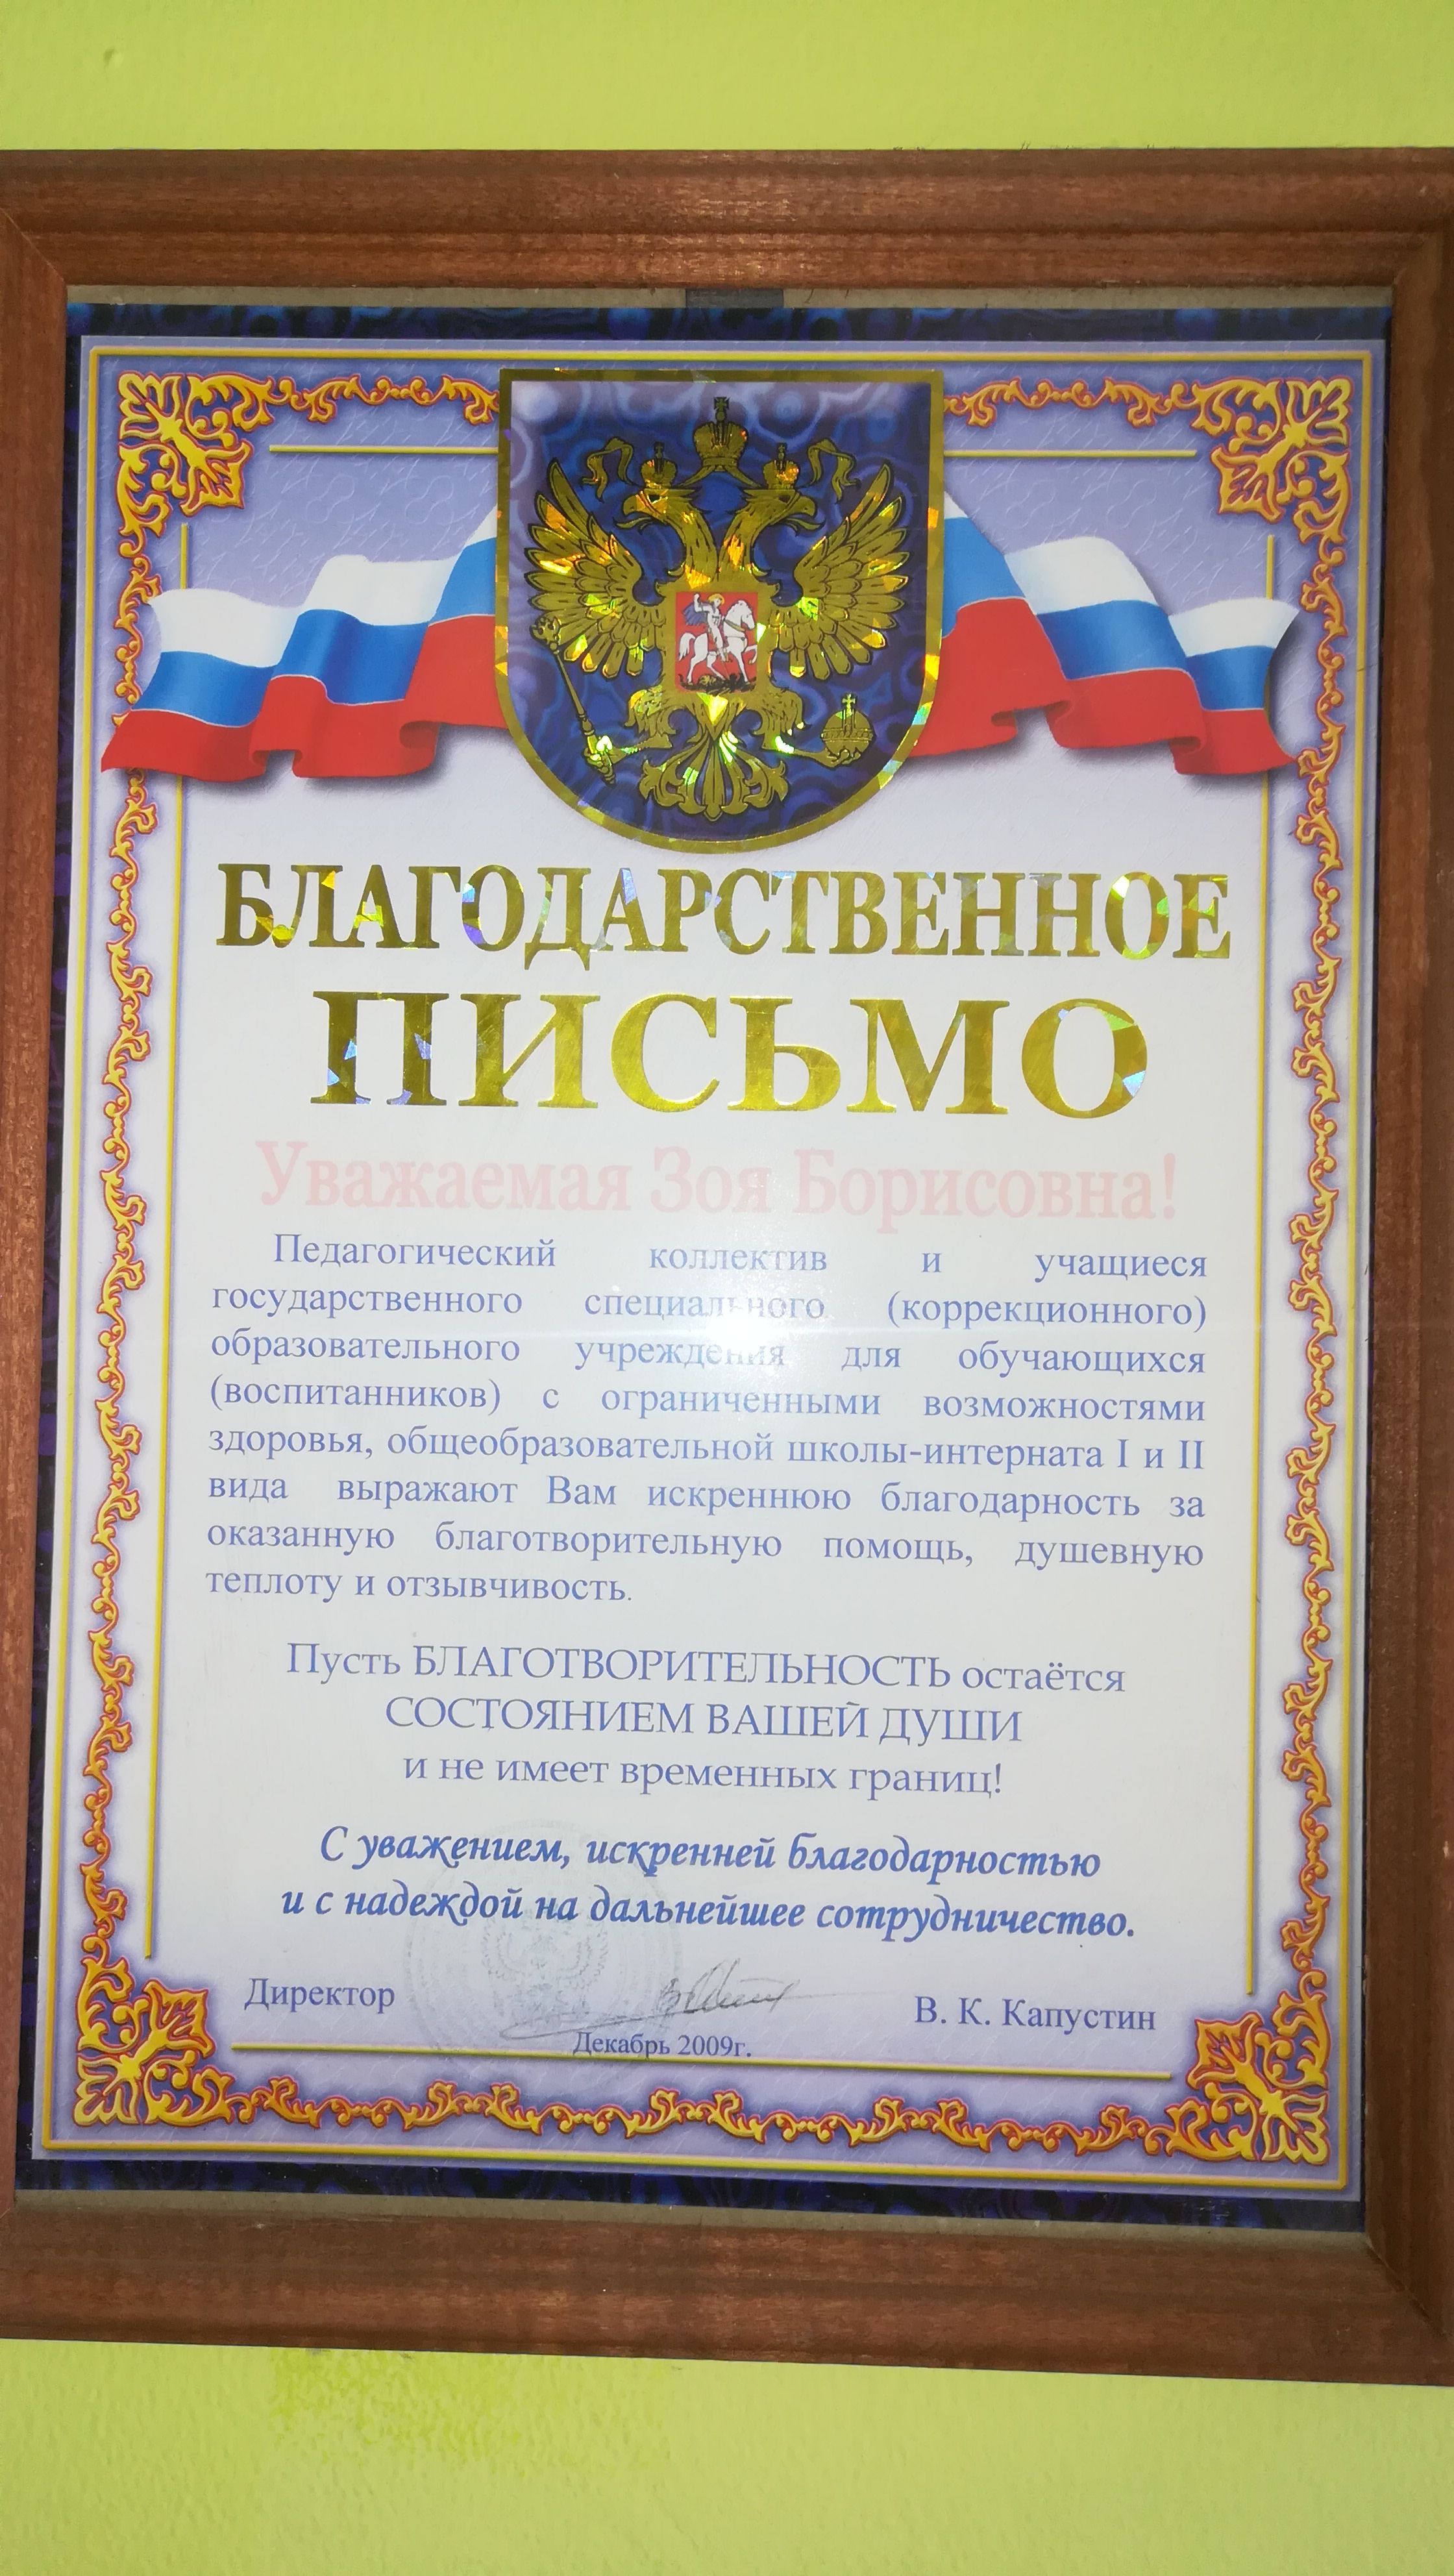 БЛАГОДАРСТВЕННОЕ
ПИСЬМО
Уважаемая Зоя Борисовна!
Педагогический коллектив и учащиеся
государственного специального (коррекционного)
образовательного учреждения для обучающихся
(воспитанников) с ограниченными возможностями
здоровья, общеобразовательной школы-интерната I и II
вида выражают Вам искреннюю благодарность за
оказанную благотворительную помощь, душевную
теплоту и отзывчивость.
Пусть БЛАГОТВОРИТЕЛЬНОСТЬ остаётся
СОСТОЯНИЕМ ВАШЕЙ ДУШИ
и не имеет временных границ!
С уважением, искренней благодарностью
и с надеждой на дальнейшее сотрудничество.
Директор В. К. Капустин
Декабрь 2009г.